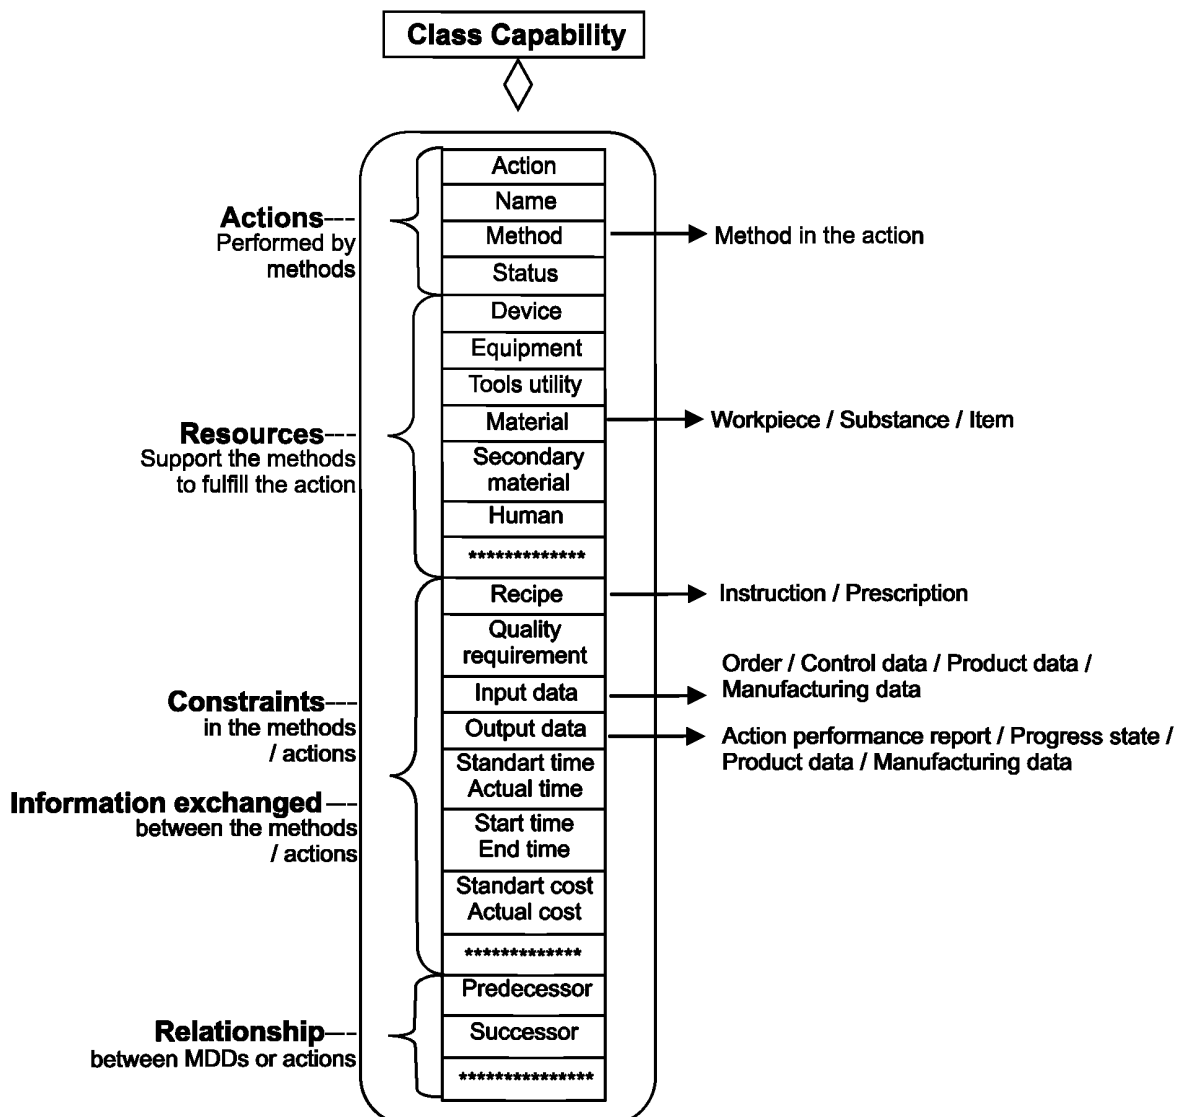 Class Capability
Actions---
Performed by
methods
Action
Name
Method
Status
Method in the action
Resources---
Support the methods
to fulfill the action
Device
Equipment
Tools utility
Material
Secondary
material
Human
*************
Workpiece / Substance / Item
Constraints---
in the methods
/ actions
Information exchanged---
between the methods
/ actions
Recipe
Quality
requirement
Input data
Output data
Standart time
Actual time
Start time
End time
Standart cost
Actual cost
*************
Instruction / Prescription
Order / Control data / Product data /
Manufacturing data
Action performance report / Progress state /
Product data / Manufacturing data
Relationship---
between MDDs or actions
Predecessor
Successor
***************